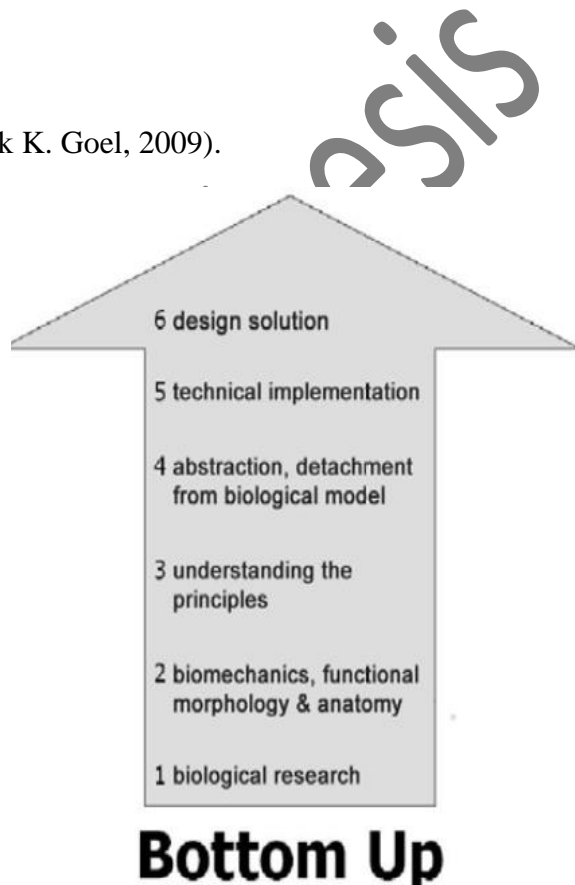 k K. Goel, 2009).
6 design solution
5 technical implementation
4 abstraction, detachment
from biological model
3 understanding the
principles
2 biomechanics, functional
morphology & anatomy
1 biological research
Bottom Up